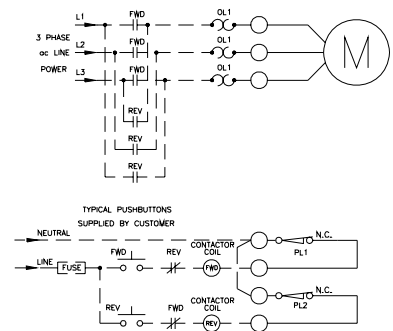 L1 FWD OL1
3 PHASE
L2 FWD OL1
ac LINE
M
FWD OL1
POWER L3
REV
REV
REV
TYPICAL PUSHBUTTONS
SUPPLIED BY CUSTOMER
NEUTRAL N.C.
CONTACTOR
COIL PL1
LINE FWD REV
FUSE FWD
N.C.
CONTACTOR
REV FWD COIL PL2
REV